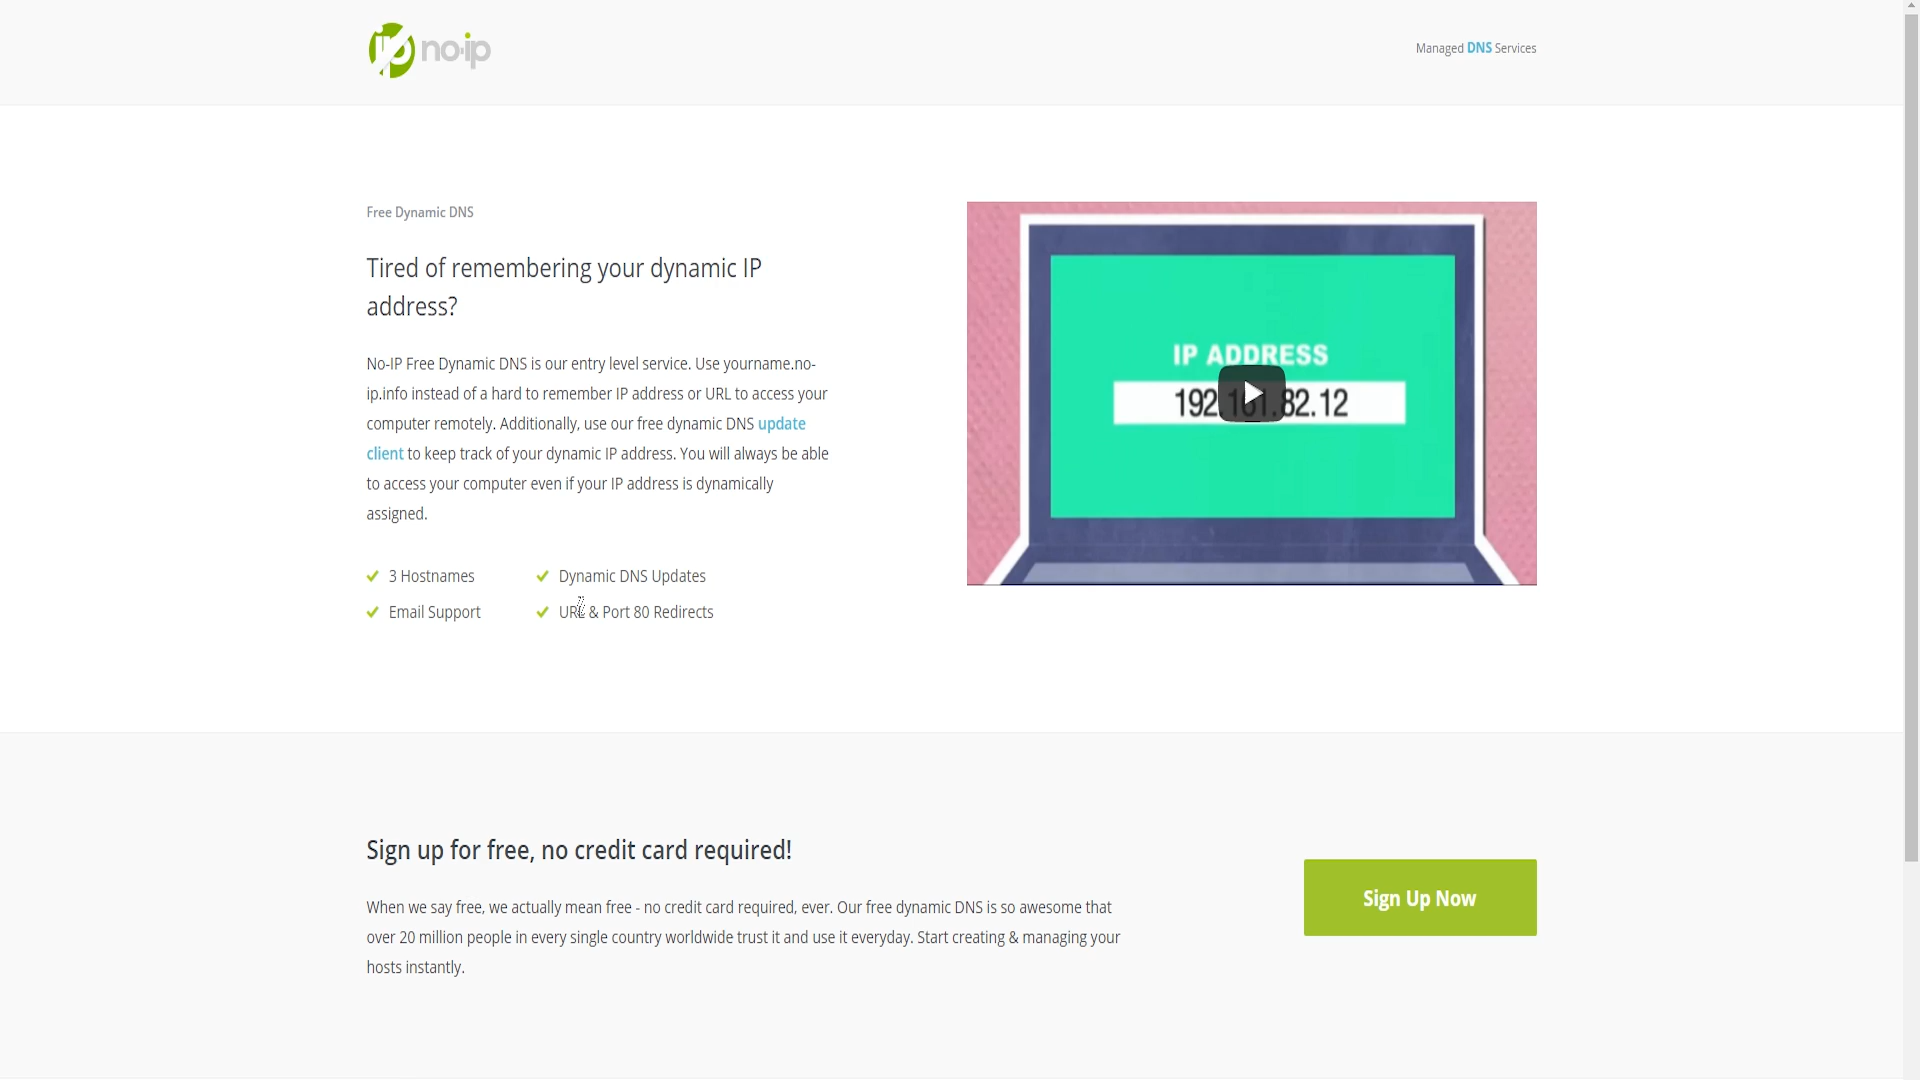 no-ip
Managed DNS Services
Free Dynamic DNS
Tired of remembering your dynamic IP
address?
No-IP Free Dynamic DNS is our entry level service. Use yourname.no-
ip.info instead of a hard to remember IP address or URL to access your
computer remotely. Additionally, use our free dynamic DNS update
client to keep track of your dynamic IP address. You will always be able
to access your computer even if your IP address is dynamically
assigned.
3 Hostnames
Dynamic DNS Updates
Email Support
URL & Port 80 Redirects
IP ADDRESS
192.161.82.12
Sign up for free, no credit card required!
When we say free, we actually mean free - no credit card required, ever. Our free dynamic DNS is so awesome that
over 20 million people in every single country worldwide trust it and use it everyday. Start creating & managing your
hosts instantly.
Sign Up Now